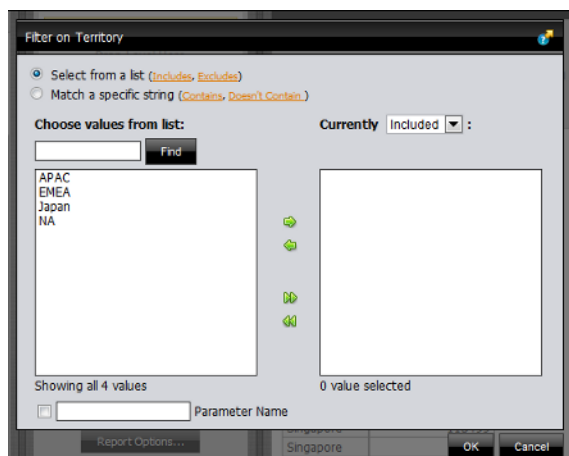 Filter on Territory
Select from a list (Includes, Excludes)
Match a specific string (Contains, Doesn't Contain )
Choose values from list:
Currently Included :
Find
APAC
EMEA
Japan
NA
Showing all 4 values
0 value selected
Parameter Name
Report Options...
Singapore
Singapore
OK Cancel